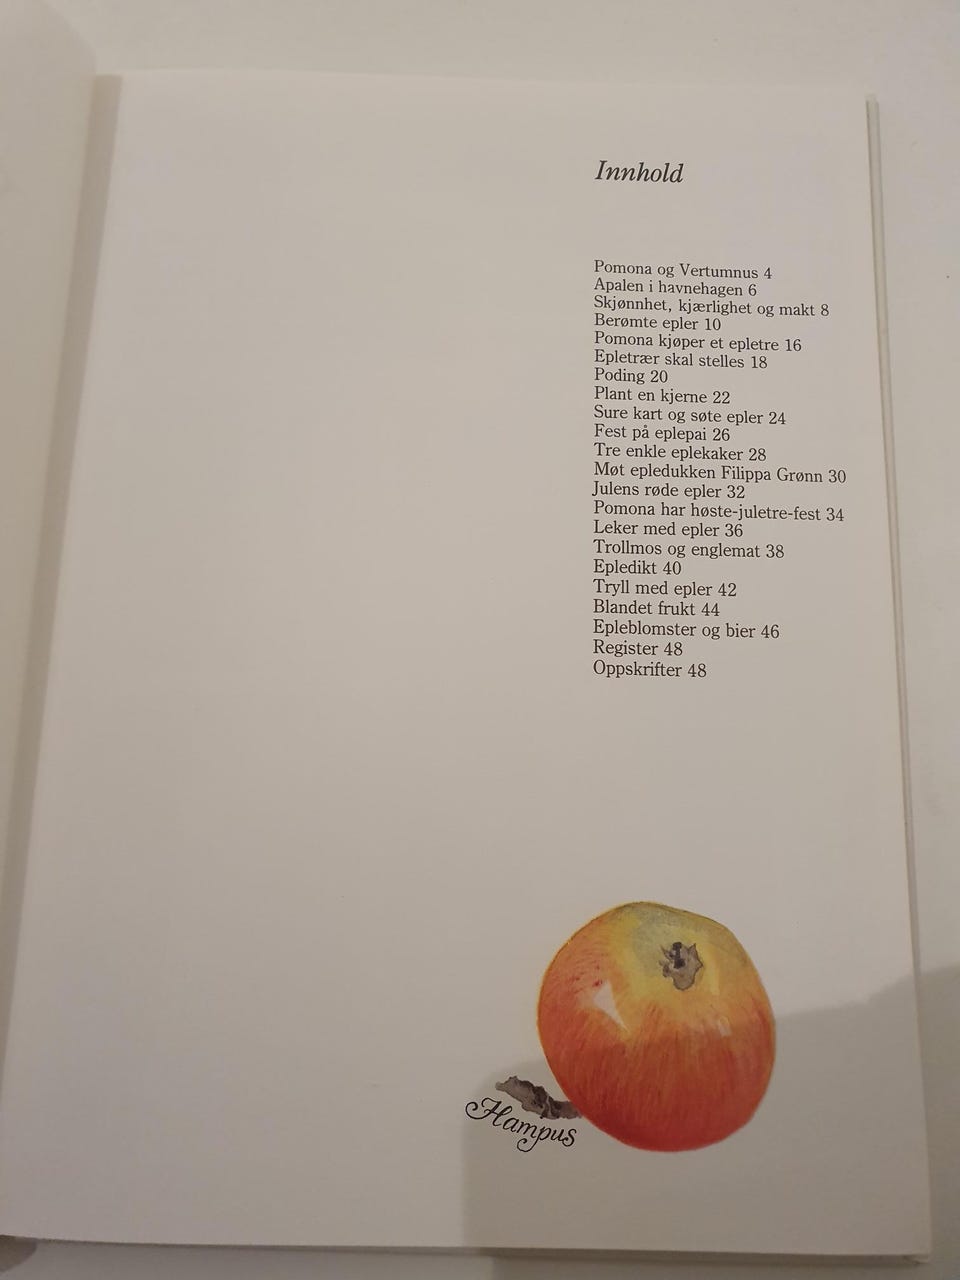 Innhold
Pomona og Vertumnus 4
Apalen i havnehagen 6
Skjønnhet, kjærlighet og makt 8
Berømte epler 10
Pomona kjøper et epletre 16
Epletrær skal stelles 18
Poding 20
Plant en kjerne 22
Sure kart og søte epler 24
Fest på eplepai 26
Tre enkle eplekaker 28
Møt epledukken Filippa Grønn 30
Julens røde epler 32
Pomona har høste-juletre-fest 34
Leker med epler 36
Trollmos og englemat 38
Epledikt 40
Tryll med epler 42
Blandet frukt 44
Epleblomster og bier 46
Register 48
Oppskrifter 48
Hampus